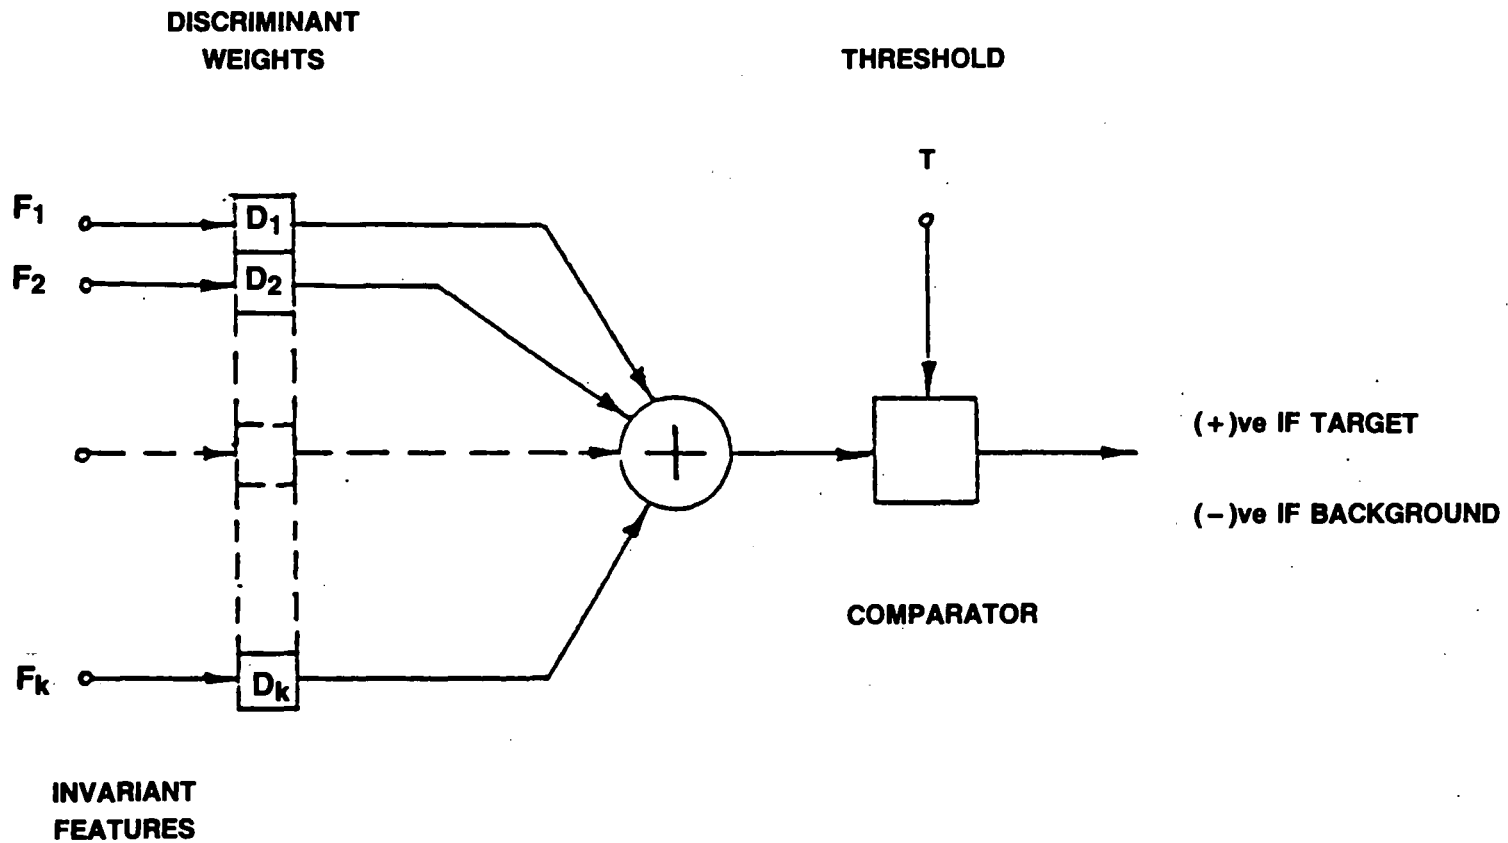 DISCRIMINANT
WEIGHTS
THRESHOLD
T
F1
D1
F2
D2
+
(+)ve IF TARGET
(-)ve IF BACKGROUND
COMPARATOR
Fk
Dk
INVARIANT
FEATURES